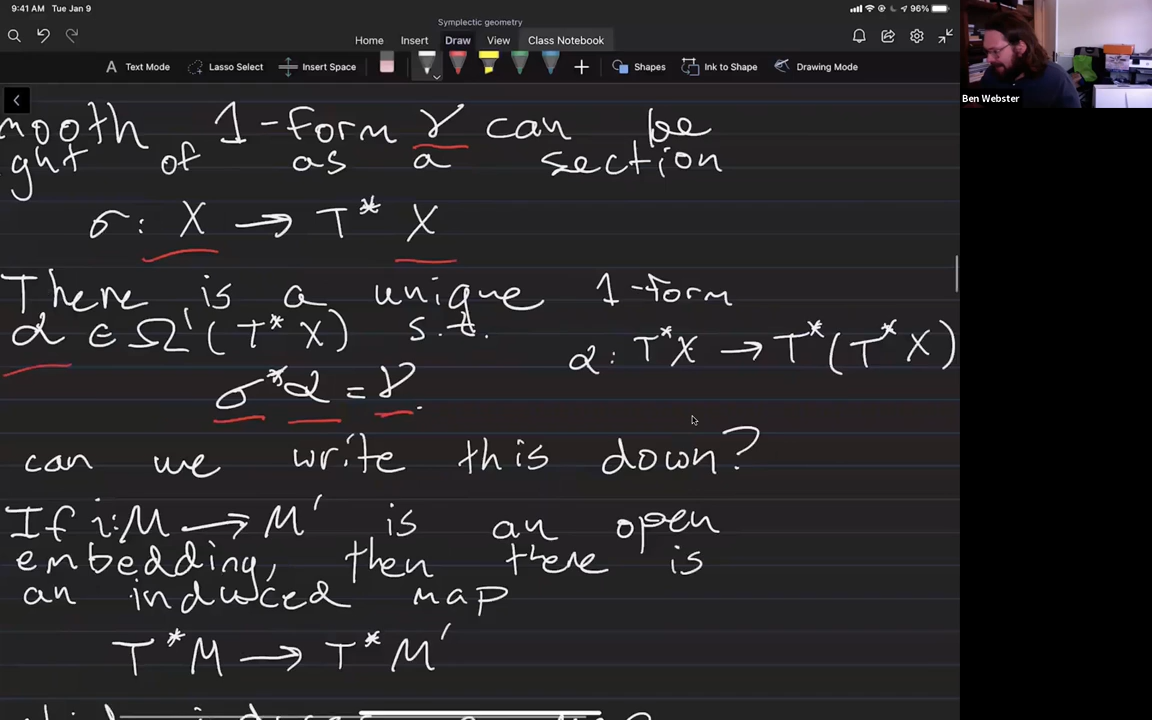 9:41 AM Tue Jan 9
96%
Symplectic geometry
Home Insert Draw View Class Notebook
Text Mode Lasso Select Insert Space Shapes Ink to Shape Drawing Mode
Ben Webster
mooth of 1-form γ can be
ght of as a section
σ: X → T* X
There is a unique 1-form
α ∈ Ω¹(T* X) s.t.
α: T*X → T*(T* X)
σ*α = γ.
can we write this down?
If i: M → M' is an open
embedding, then there is
an induced map
T*M → T*M'